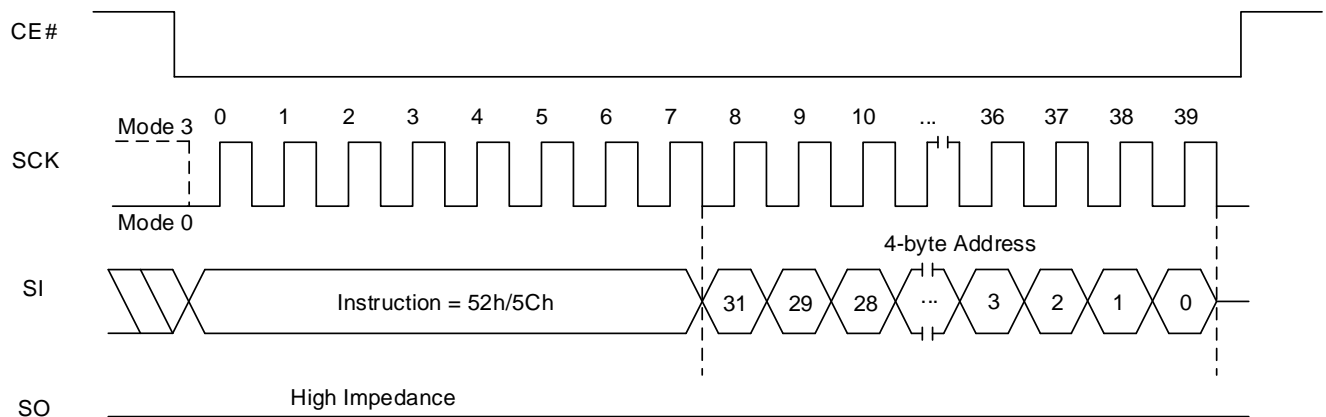 CE#
0 1 2 3 4 5 6 7 8 9 10 ... 36 37 38 39
Mode 3
SCK
Mode 0
4-byte Address
SI
Instruction = 52h/5Ch
31 29 28 ... 3 2 1 0
High Impedance
SO